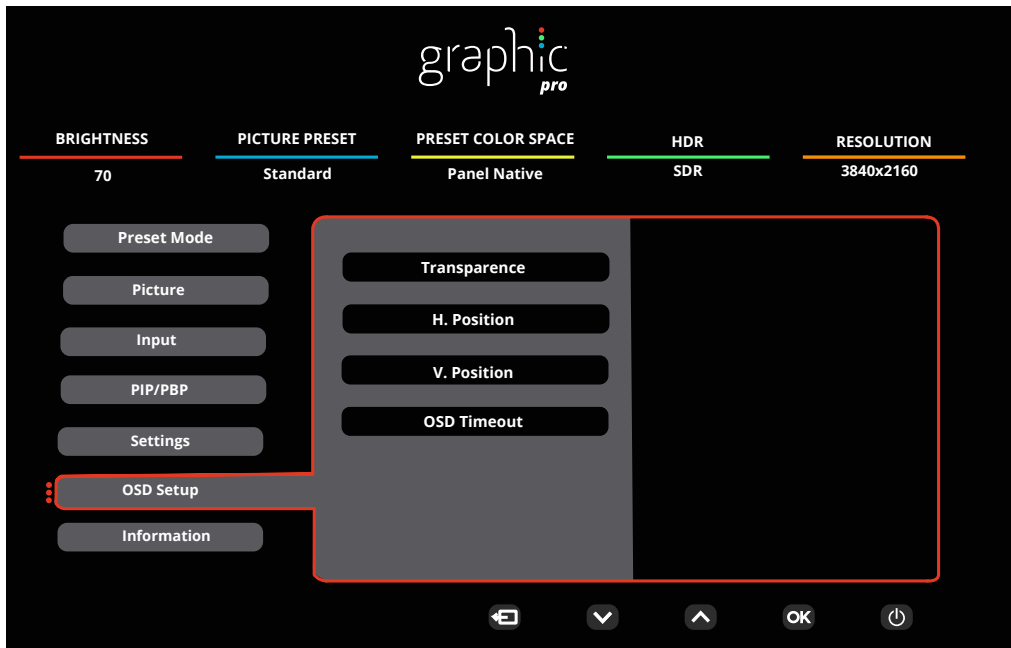 graphic
pro
BRIGHTNESS PICTURE PRESET PRESET COLOR SPACE HDR RESOLUTION
70 Standard Panel Native SDR 3840x2160
Preset Mode
Picture
Input
PIP/PBP
Settings
OSD Setup
Information
Transparence
H. Position
V. Position
OSD Timeout
OK